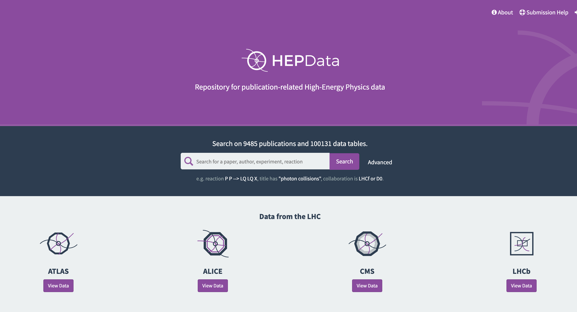 About Submission Help
HEPData
Repository for publication-related High-Energy Physics data
Search on 9485 publications and 100131 data tables.
Search for a paper, author, experiment, reaction Search Advanced
e.g. reaction P P --> LQ LQ X, title has "photon collisions", collaboration is LHCf or D0.
Data from the LHC
ATLAS ALICE CMS LHCb
View Data View Data View Data View Data